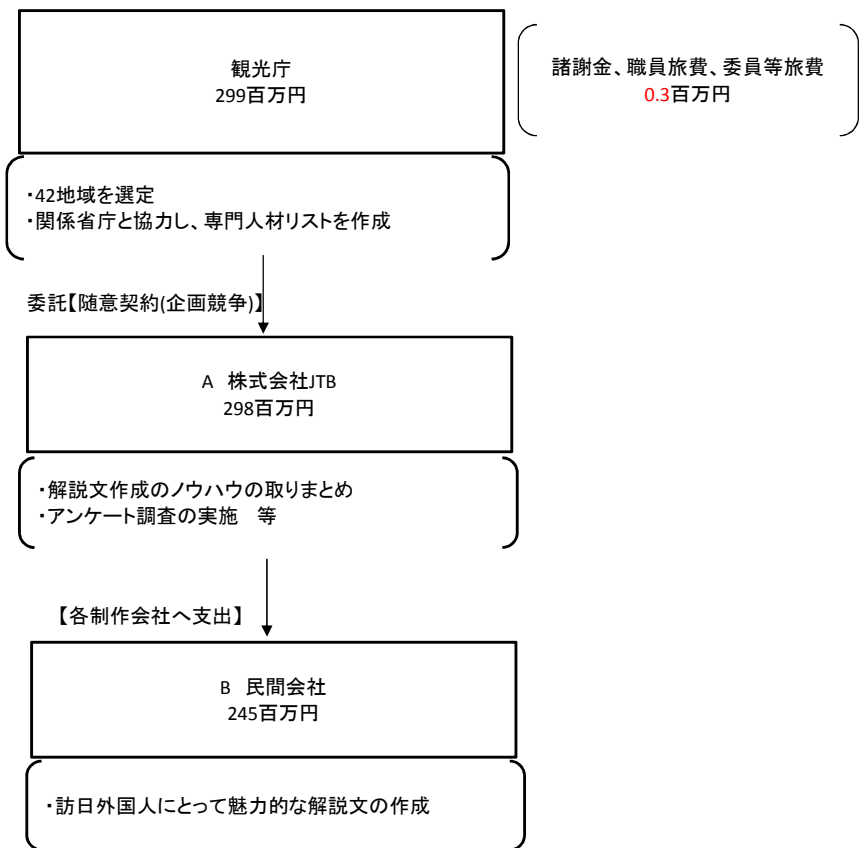 観光庁
299百万円
諸謝金、職員旅費、委員等旅費
0.3百万円
・42地域を選定
・関係省庁と協力し、専門人材リストを作成
委託【随意契約(企画競争)】
A　株式会社JTB
298百万円
・解説文作成のノウハウの取りまとめ
・アンケート調査の実施　等
【各制作会社へ支出】
B　民間会社
245百万円
・訪日外国人にとって魅力的な解説文の作成